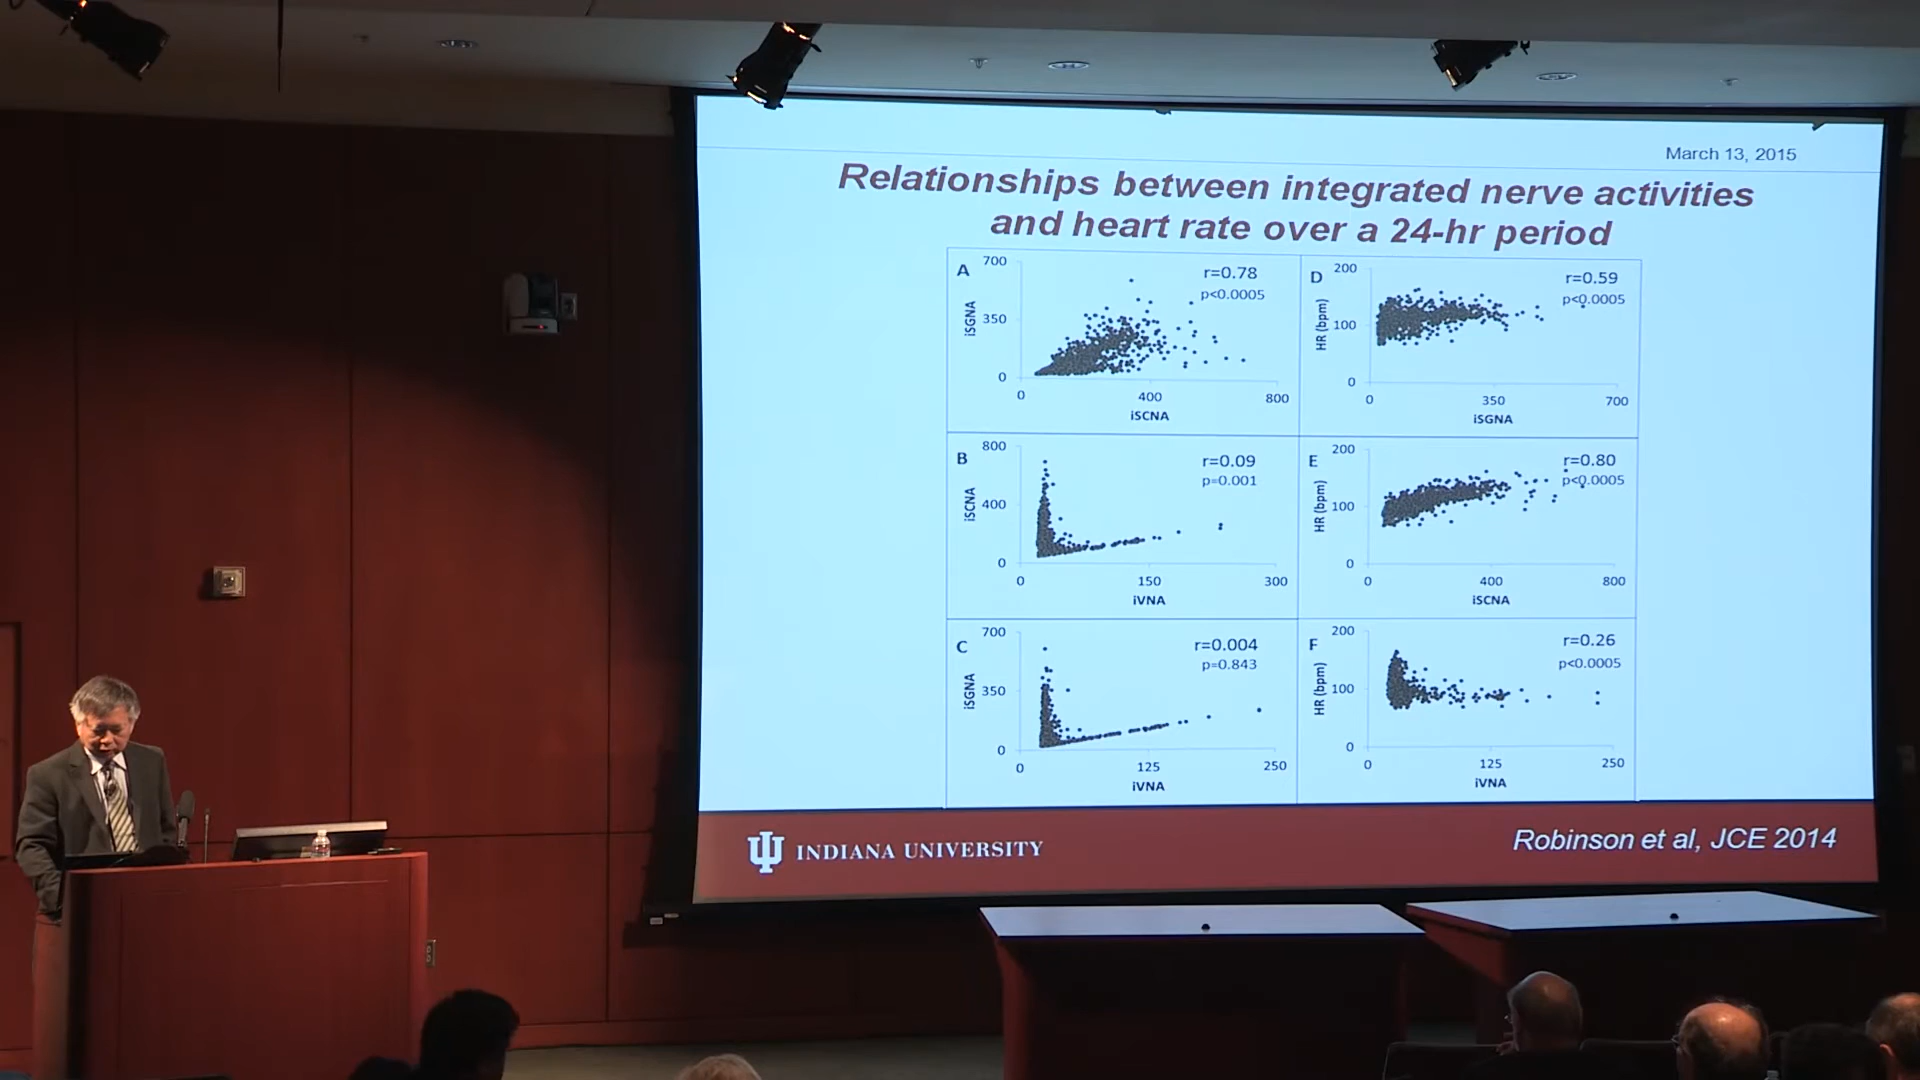 March 13, 2015
Relationships between integrated nerve activities
and heart rate over a 24-hr period
A
700
350
0
iSGNA
r=0.78
p<0.0005
0
400
800
iSCNA
D
200
100
0
HR (bpm)
r=0.59
p<0.0005
0
350
700
iSGNA
B
800
400
0
iSCNA
r=0.09
p=0.001
0
150
300
iVNA
E
200
100
0
HR (bpm)
r=0.80
p<0.0005
0
400
800
iSCNA
C
700
350
0
iSGNA
r=0.004
p=0.843
0
125
250
iVNA
F
200
100
0
HR (bpm)
r=0.26
p<0.0005
0
125
250
iVNA
INDIANA UNIVERSITY
Robinson et al, JCE 2014